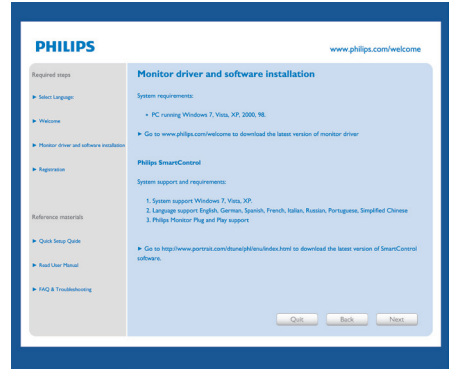 PHILIPS
www.philips.com/welcome
Required steps
Select Language:
Welcome
Monitor driver and software installation
Registration
Reference materials
Quick Setup Guide
Read User Manual
FAQ & Troubleshooting
Monitor driver and software installation
System requirements:
• PC running Windows 7, Vista, XP, 2000, 98.
Go to www.philips.com/welcome to download the latest version of monitor driver
Philips SmartControl
System support and requirements:
1. System support Windows 7, Vista, XP.
2. Language support English, German, Spanish, French, Italian, Russian, Portuguese, Simplified Chinese
3. Philips Monitor Plug and Play support
Go to http://www.portrait.com/dtune/phl/enu/index.html to download the latest version of SmartControl
software.
Quit
Back
Next